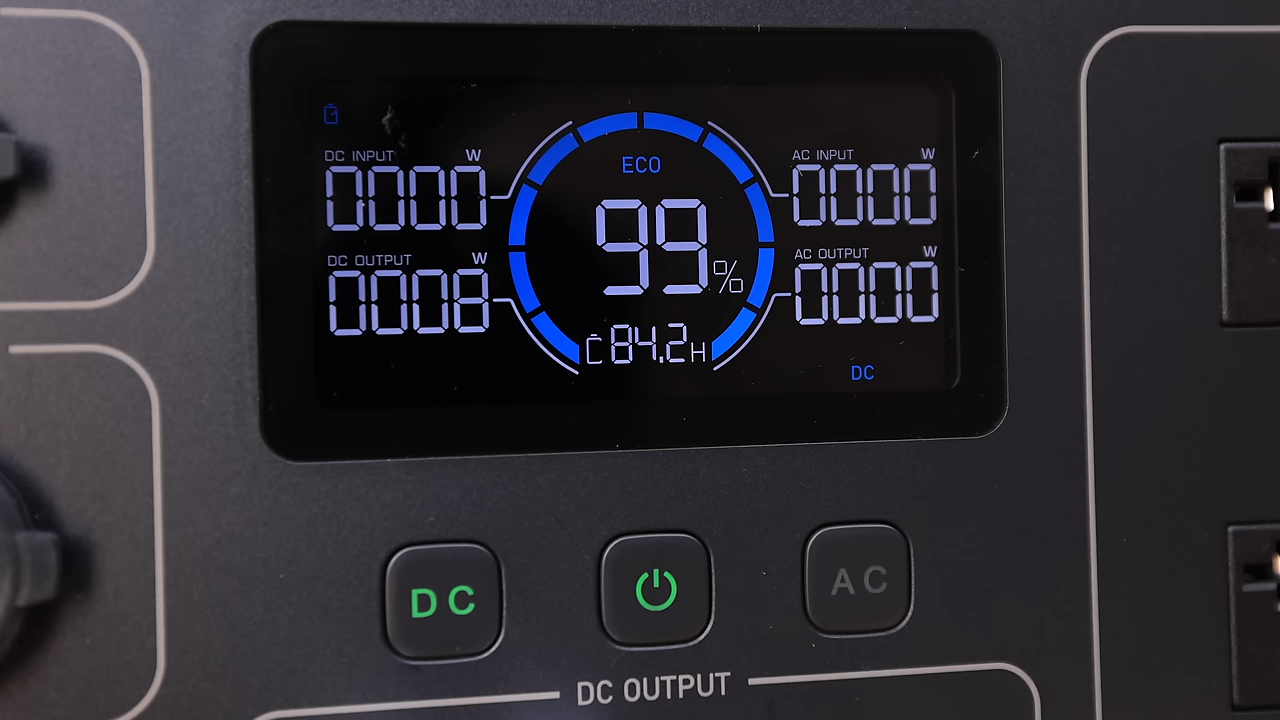 DC INPUT W
0000
DC OUTPUT W
0008
ECO
99%
84.2H
AC INPUT W
0000
AC OUTPUT W
0000
DC
DC
AC
DC OUTPUT